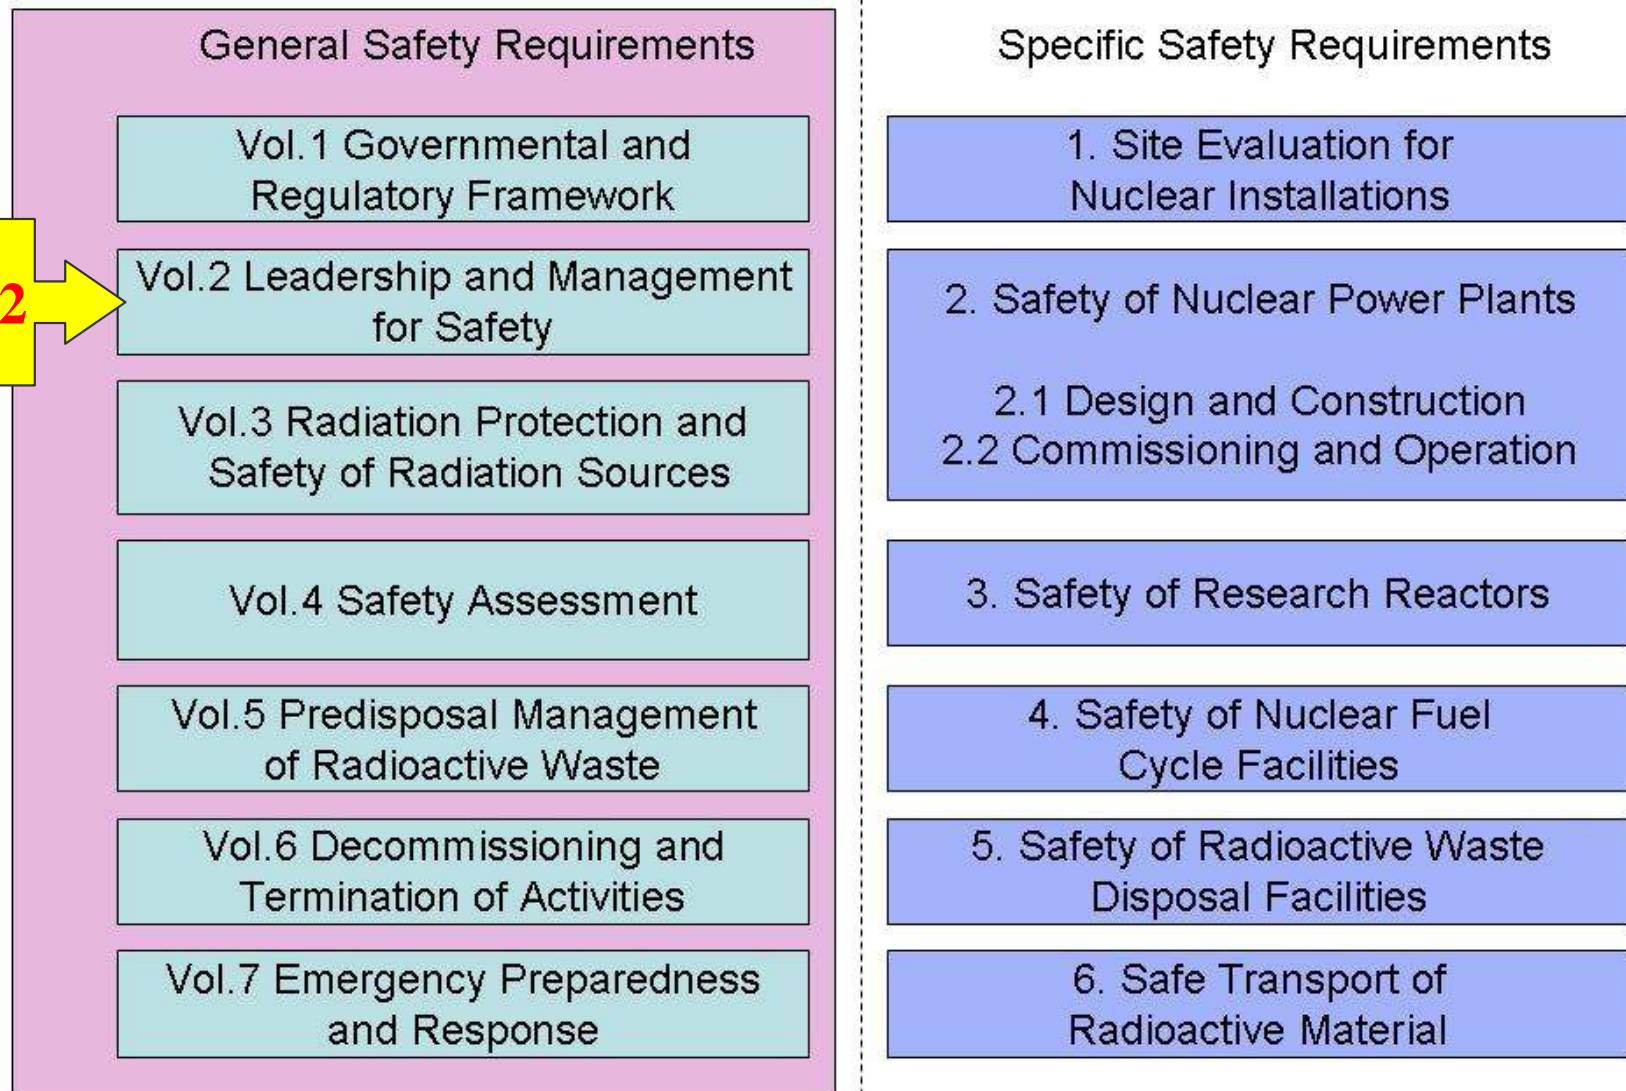 General Safety Requirements
Vol.1 Governmental and
Regulatory Framework
2
Vol.2 Leadership and Management
for Safety
Vol.3 Radiation Protection and
Safety of Radiation Sources
Vol.4 Safety Assessment
Vol.5 Predisposal Management
of Radioactive Waste
Vol.6 Decommissioning and
Termination of Activities
Vol.7 Emergency Preparedness
and Response
Specific Safety Requirements
1. Site Evaluation for
Nuclear Installations
2. Safety of Nuclear Power Plants
2.1 Design and Construction
2.2 Commissioning and Operation
3. Safety of Research Reactors
4. Safety of Nuclear Fuel
Cycle Facilities
5. Safety of Radioactive Waste
Disposal Facilities
6. Safe Transport of
Radioactive Material